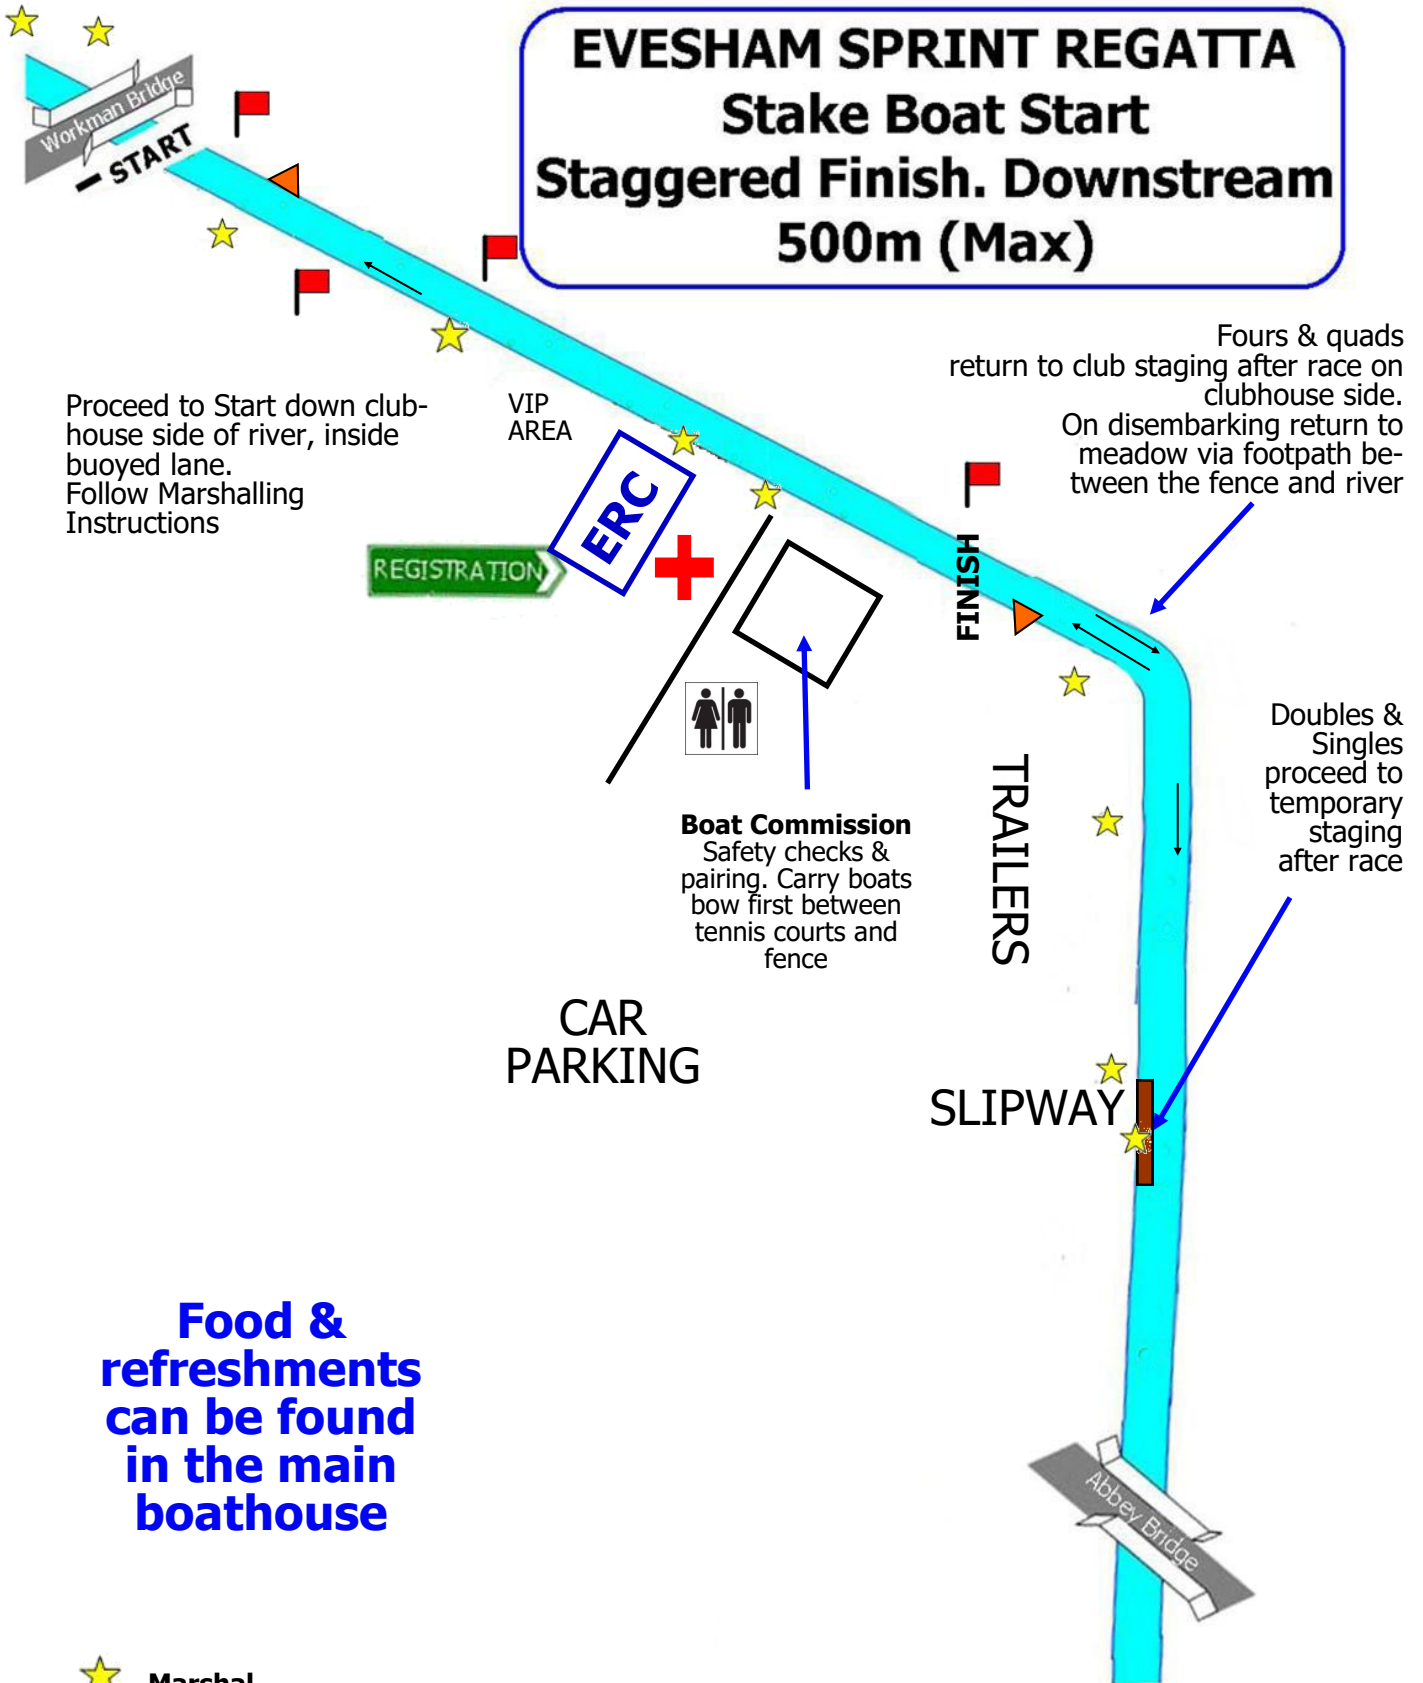 EVESHAM SPRINT REGATTA
Stake Boat Start
Staggered Finish. Downstream
500m (Max)
Workman Bridge
START
Fours & quads
return to club staging after race on
clubhouse side.
On disembarking return to
meadow via footpath be-
tween the fence and river
Proceed to Start down club-
house side of river, inside
buoyed lane.
Follow Marshalling
Instructions
VIP
AREA
ERC
REGISTRATION
FINISH
Doubles &
Singles
proceed to
temporary
staging
after race
TRAILERS
Boat Commission
Safety checks &
pairing. Carry boats
bow first between
tennis courts and
fence
CAR
PARKING
SLIPWAY
Food &
refreshments
can be found
in the main
boathouse
Abbey Bridge
Marshal